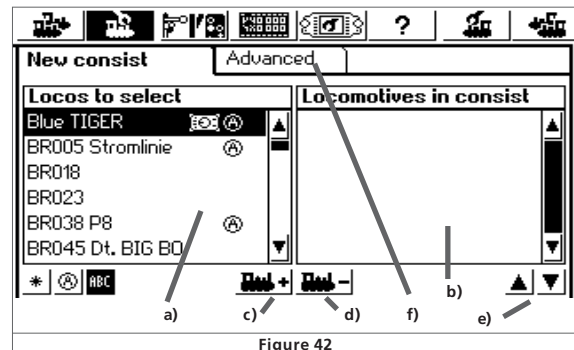 ?
New consist Advanced
Locos to select Locomotives in consist
Blue TIGER A
BR005 Stromlinie A
BR018
BR023
BR038 P8 A
BR045 Dt. BIG BO
* A ABC + −
a) c) d) f) b) e)
Figure 42